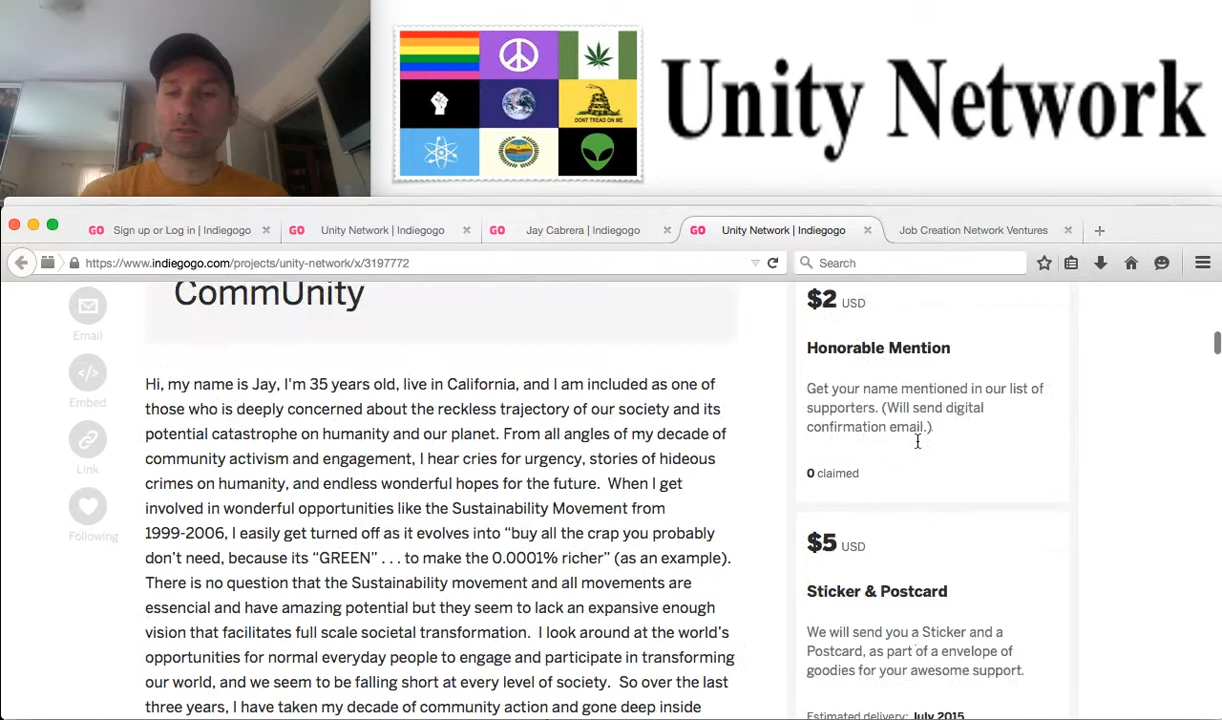 DONT TREAD ON ME
Unity Network
GO Sign up or Log in | Indiegogo
GO Unity Network | Indiegogo
GO Jay Cabrera | Indiegogo
GO Unity Network | Indiegogo
Job Creation Network Ventures
https://www.indiegogo.com/projects/unity-network/x/3197772
Search
Email
Embed
Link
Following
CommUnity
Hi, my name is Jay, I'm 35 years old, live in California, and I am included as one of
those who is deeply concerned about the reckless trajectory of our society and its
potential catastrophe on humanity and our planet. From all angles of my decade of
community activism and engagement, I hear cries for urgency, stories of hideous
crimes on humanity, and endless wonderful hopes for the future. When I get
involved in wonderful opportunities like the Sustainability Movement from
1999-2006, I easily get turned off as it evolves into “buy all the crap you probably
don’t need, because its “GREEN” . . . to make the 0.0001% richer” (as an example).
There is no question that the Sustainability movement and all movements are
essencial and have amazing potential but they seem to lack an expansive enough
vision that facilitates full scale societal transformation. I look around at the world’s
opportunities for normal everyday people to engage and participate in transforming
our world, and we seem to be falling short at every level of society. So over the last
three years, I have taken my decade of community action and gone deep inside
$2 USD
Honorable Mention
Get your name mentioned in our list of
supporters. (Will send digital
confirmation email.)
0 claimed
$5 USD
Sticker & Postcard
We will send you a Sticker and a
Postcard, as part of a envelope of
goodies for your awesome support.
Estimated delivery: July 2015